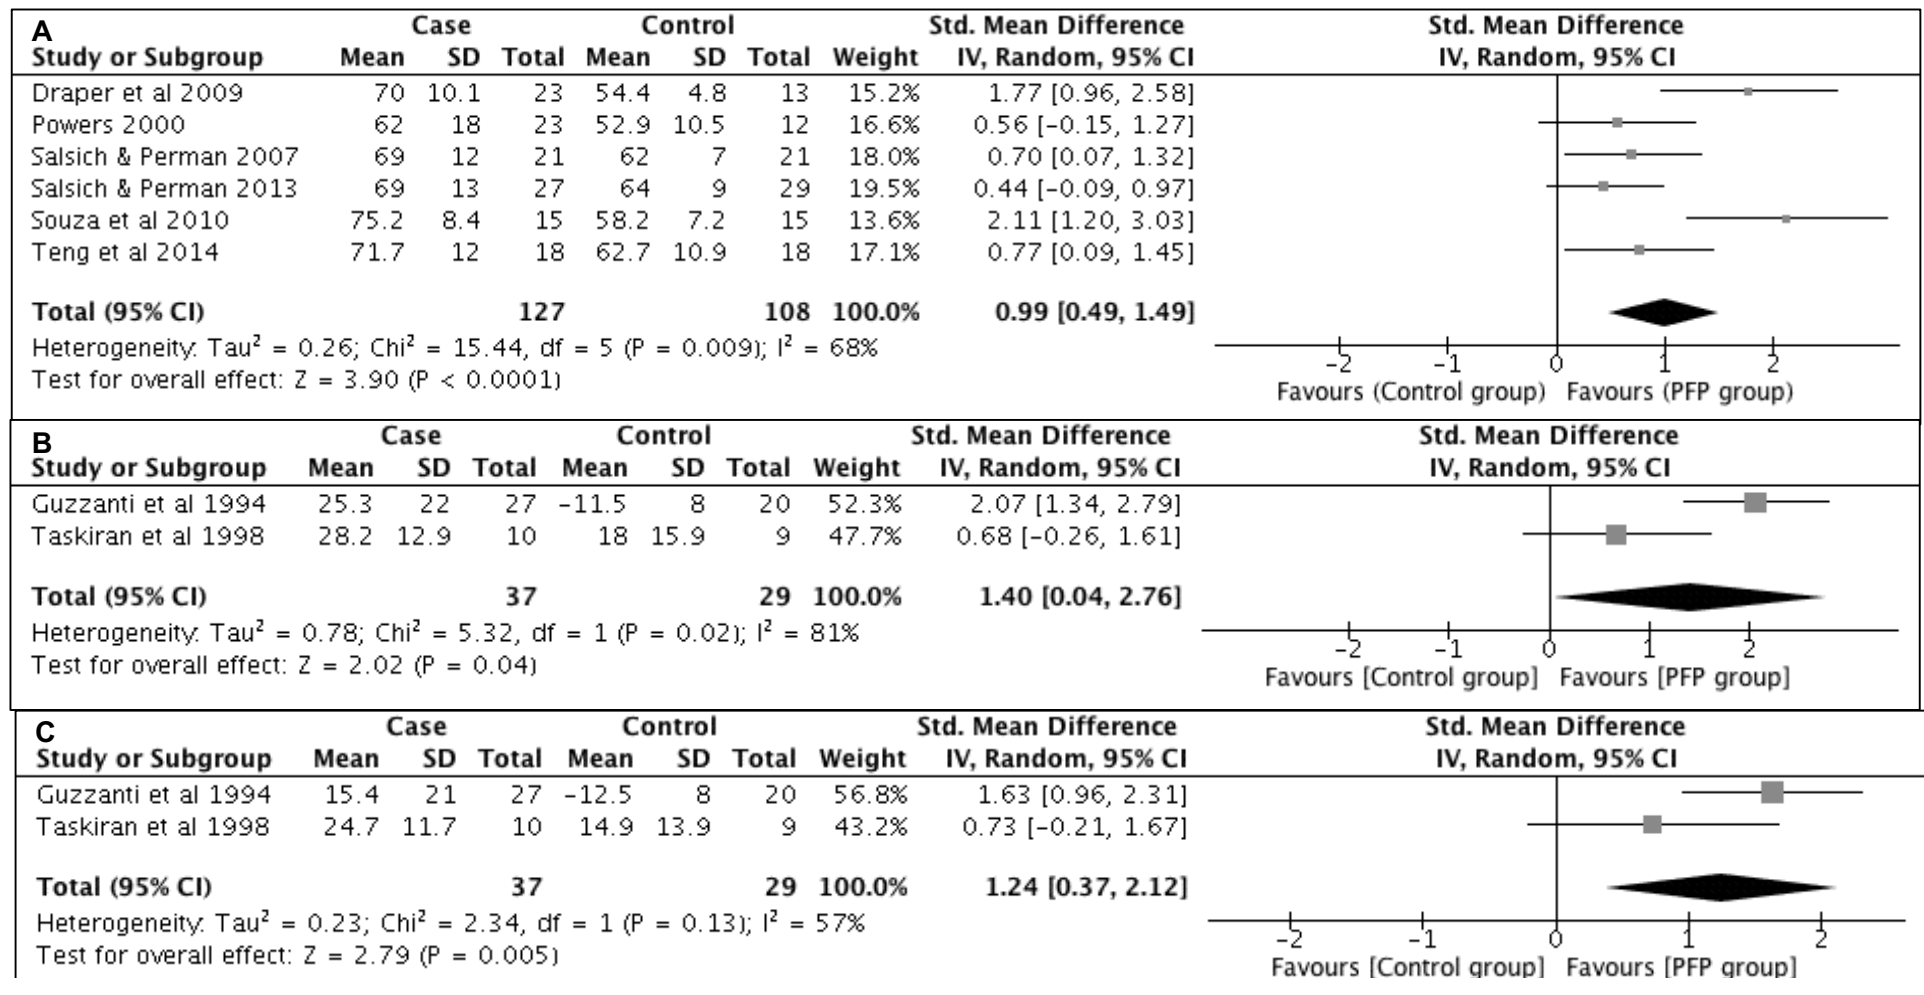 A Case Control Std. Mean Difference Std. Mean Difference
Study or Subgroup Mean SD Total Mean SD Total Weight IV, Random, 95% CI IV, Random, 95% CI
Draper et al 2009 70 10.1 23 54.4 4.8 13 15.2% 1.77 [0.96, 2.58]
Powers 2000 62 18 23 52.9 10.5 12 16.6% 0.56 [−0.15, 1.27]
Salsich & Perman 2007 69 12 21 62 7 21 18.0% 0.70 [0.07, 1.32]
Salsich & Perman 2013 69 13 27 64 9 29 19.5% 0.44 [−0.09, 0.97]
Souza et al 2010 75.2 8.4 15 58.2 7.2 15 13.6% 2.11 [1.20, 3.03]
Teng et al 2014 71.7 12 18 62.7 10.9 18 17.1% 0.77 [0.09, 1.45]
Total (95% CI) 127 108 100.0% 0.99 [0.49, 1.49]
Heterogeneity: Tau² = 0.26; Chi² = 15.44, df = 5 (P = 0.009); I² = 68%
Test for overall effect: Z = 3.90 (P < 0.0001)
−2 −1 0 1 2
Favours (Control group) Favours (PFP group)
B Case Control Std. Mean Difference Std. Mean Difference
Study or Subgroup Mean SD Total Mean SD Total Weight IV, Random, 95% CI IV, Random, 95% CI
Guzzanti et al 1994 25.3 22 27 −11.5 8 20 52.3% 2.07 [1.34, 2.79]
Taskiran et al 1998 28.2 12.9 10 18 15.9 9 47.7% 0.68 [−0.26, 1.61]
Total (95% CI) 37 29 100.0% 1.40 [0.04, 2.76]
Heterogeneity: Tau² = 0.78; Chi² = 5.32, df = 1 (P = 0.02); I² = 81%
Test for overall effect: Z = 2.02 (P = 0.04)
−2 −1 0 1 2
Favours [Control group] Favours [PFP group]
C Case Control Std. Mean Difference Std. Mean Difference
Study or Subgroup Mean SD Total Mean SD Total Weight IV, Random, 95% CI IV, Random, 95% CI
Guzzanti et al 1994 15.4 21 27 −12.5 8 20 56.8% 1.63 [0.96, 2.31]
Taskiran et al 1998 24.7 11.7 10 14.9 13.9 9 43.2% 0.73 [−0.21, 1.67]
Total (95% CI) 37 29 100.0% 1.24 [0.37, 2.12]
Heterogeneity: Tau² = 0.23; Chi² = 2.34, df = 1 (P = 0.13); I² = 57%
Test for overall effect: Z = 2.79 (P = 0.005)
−2 −1 0 1 2
Favours [Control group] Favours [PFP group]